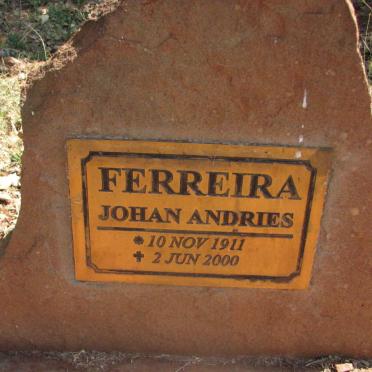 FERREIRA
JOHAN ANDRIES
* 10 NOV 1911
✝ 2 JUN 2000